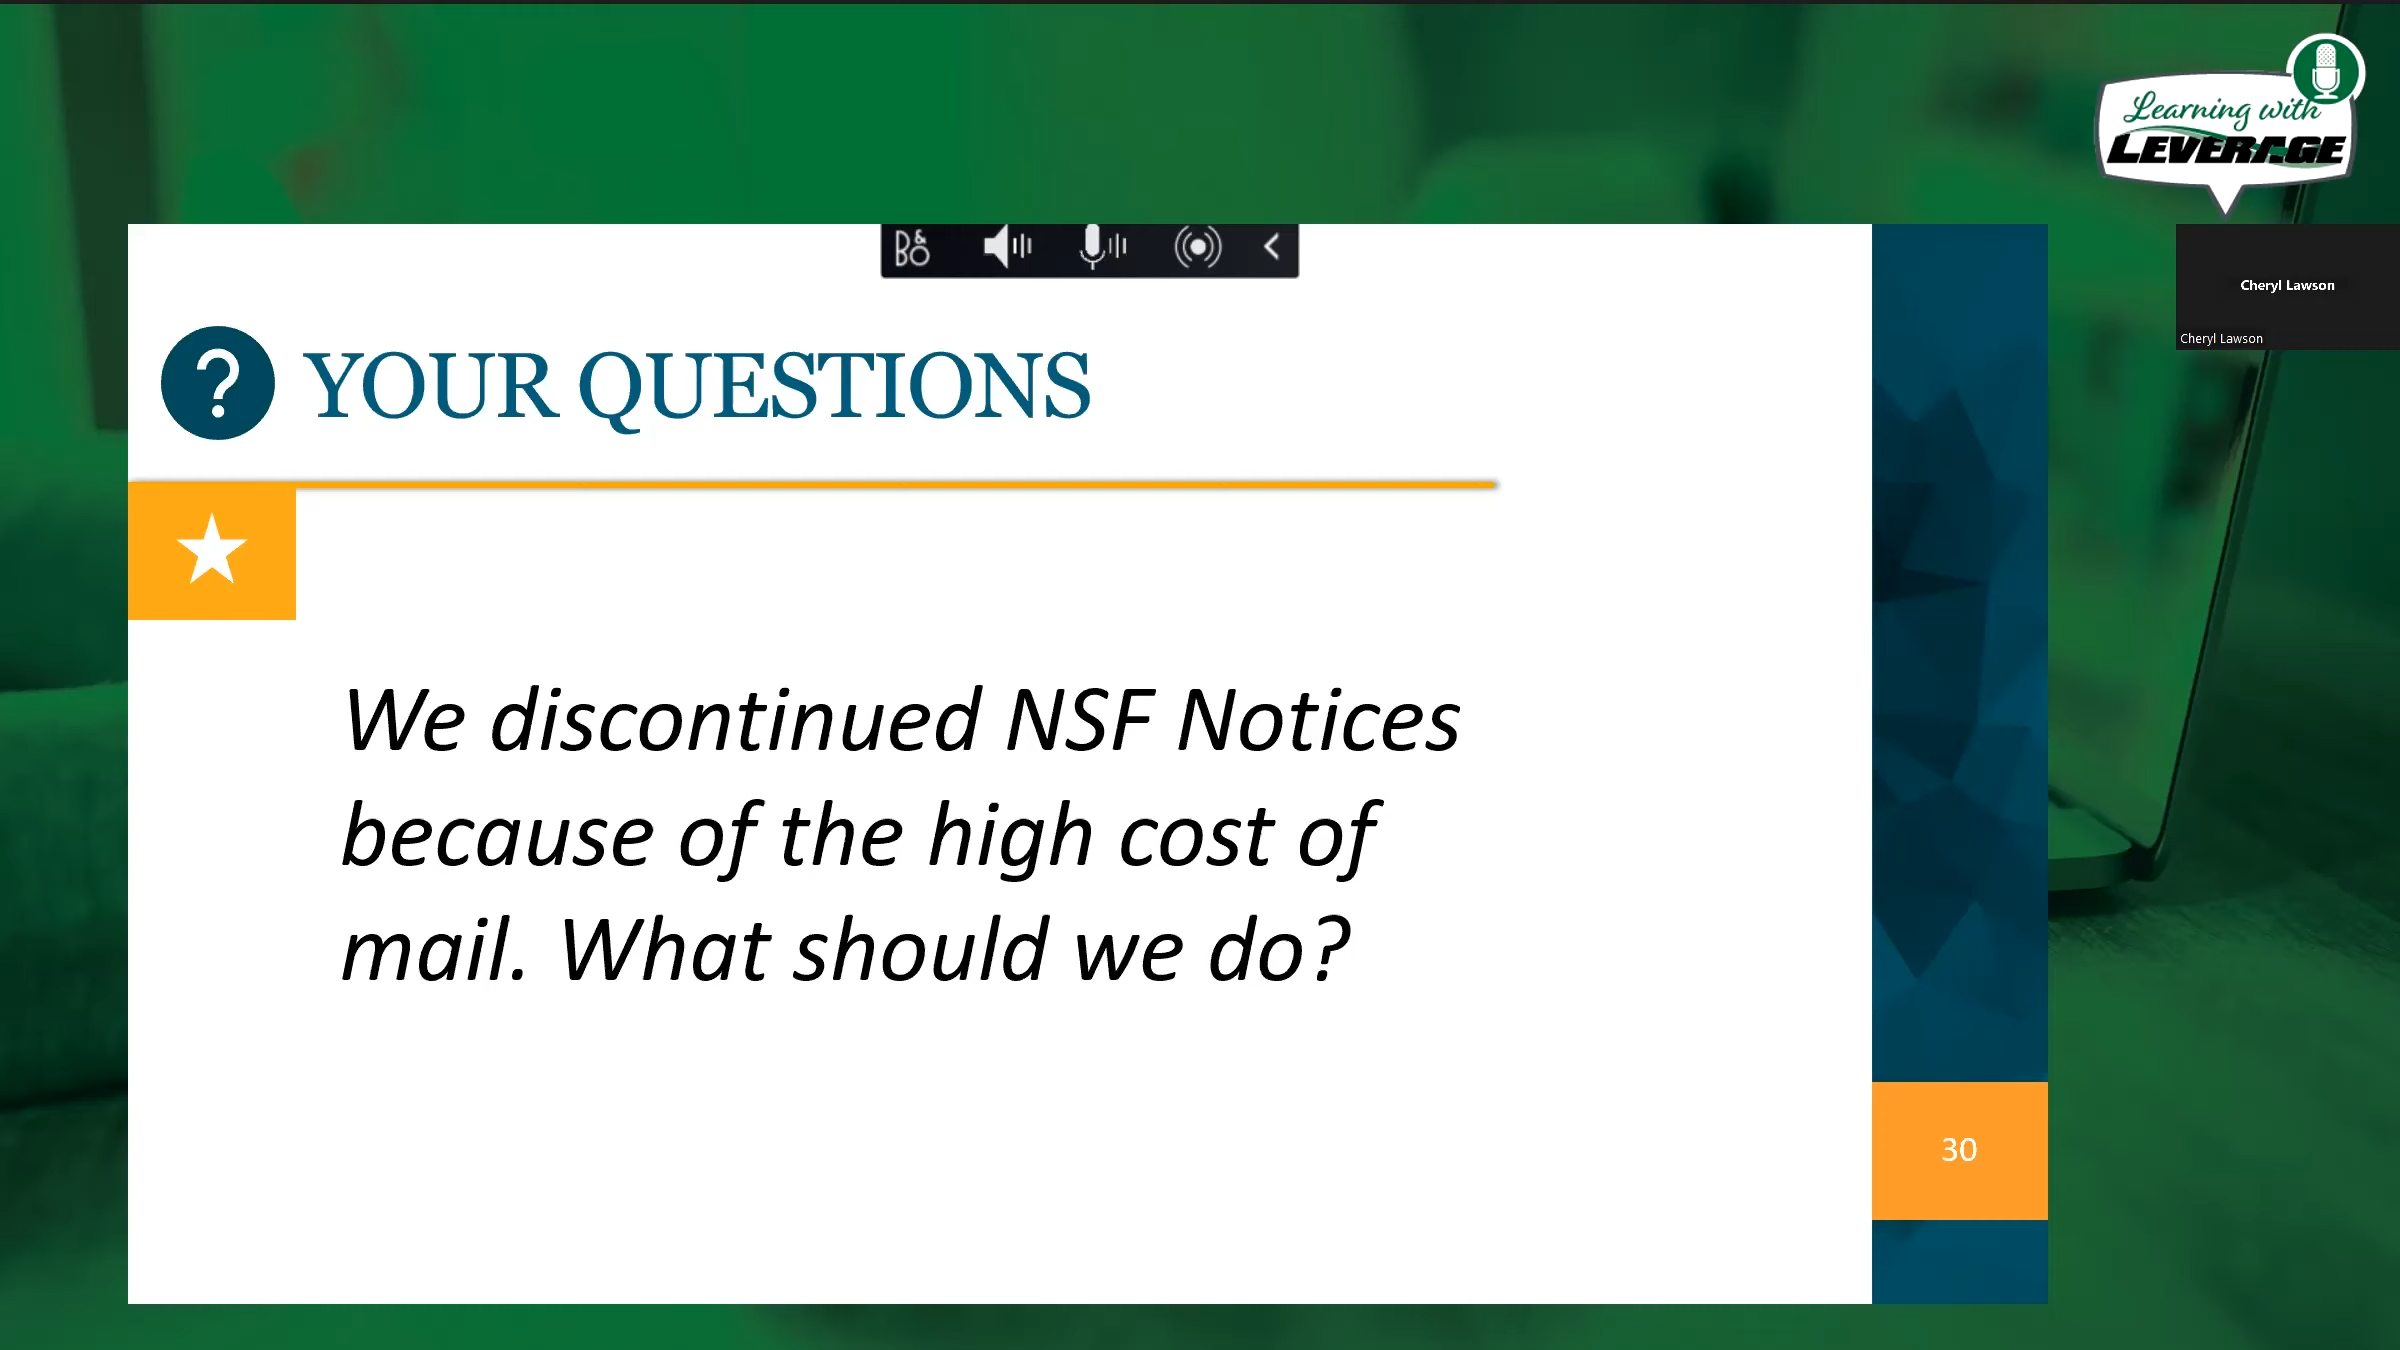 Learning with
LEVERAGE
B&O
Cheryl Lawson
Cheryl Lawson
? YOUR QUESTIONS
We discontinued NSF Notices
because of the high cost of
mail. What should we do?
30